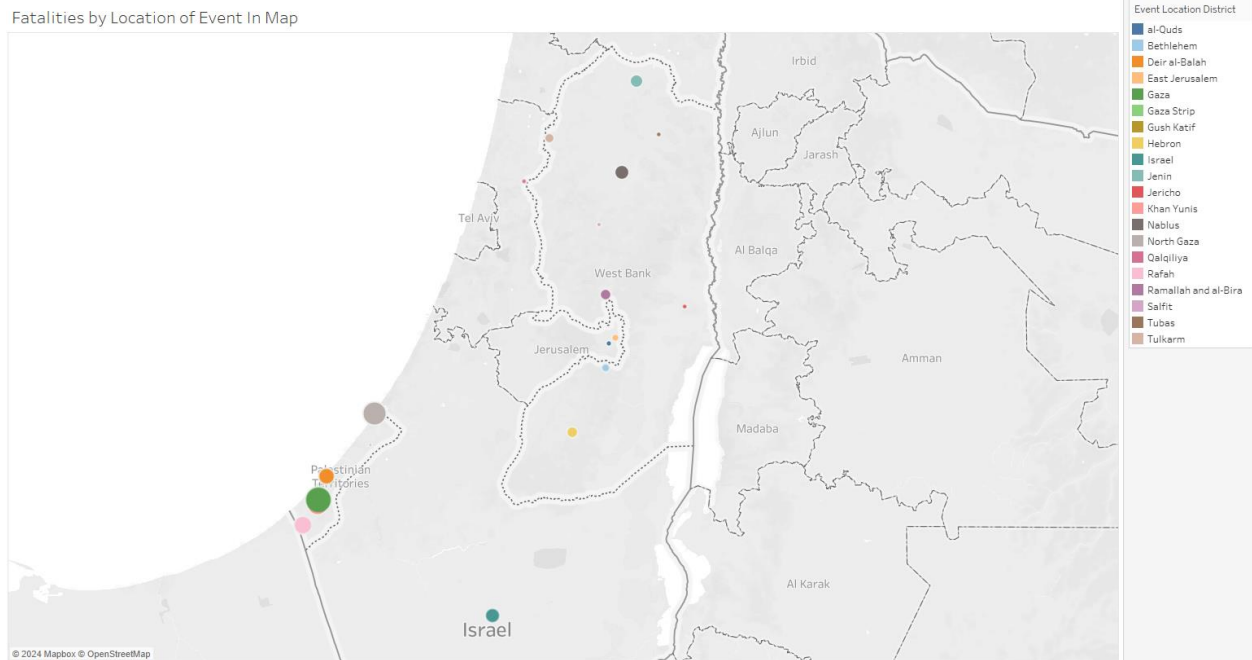 Fatalities by Location of Event In Map
Event Location District
al-Quds
Bethlehem
Deir al-Balah
East Jerusalem
Gaza
Gaza Strip
Gush Katif
Hebron
Israel
Jenin
Jericho
Khan Yunis
Nablus
North Gaza
Qalqiliya
Rafah
Ramallah and al-Bira
Salfit
Tubas
Tulkarm
Irbid
Ajlun
Jarash
Tel Aviv
Al Balqa
West Bank
Jerusalem
Amman
Madaba
Palestinian
Territories
Al Karak
Israel
© 2024 Mapbox © OpenStreetMap